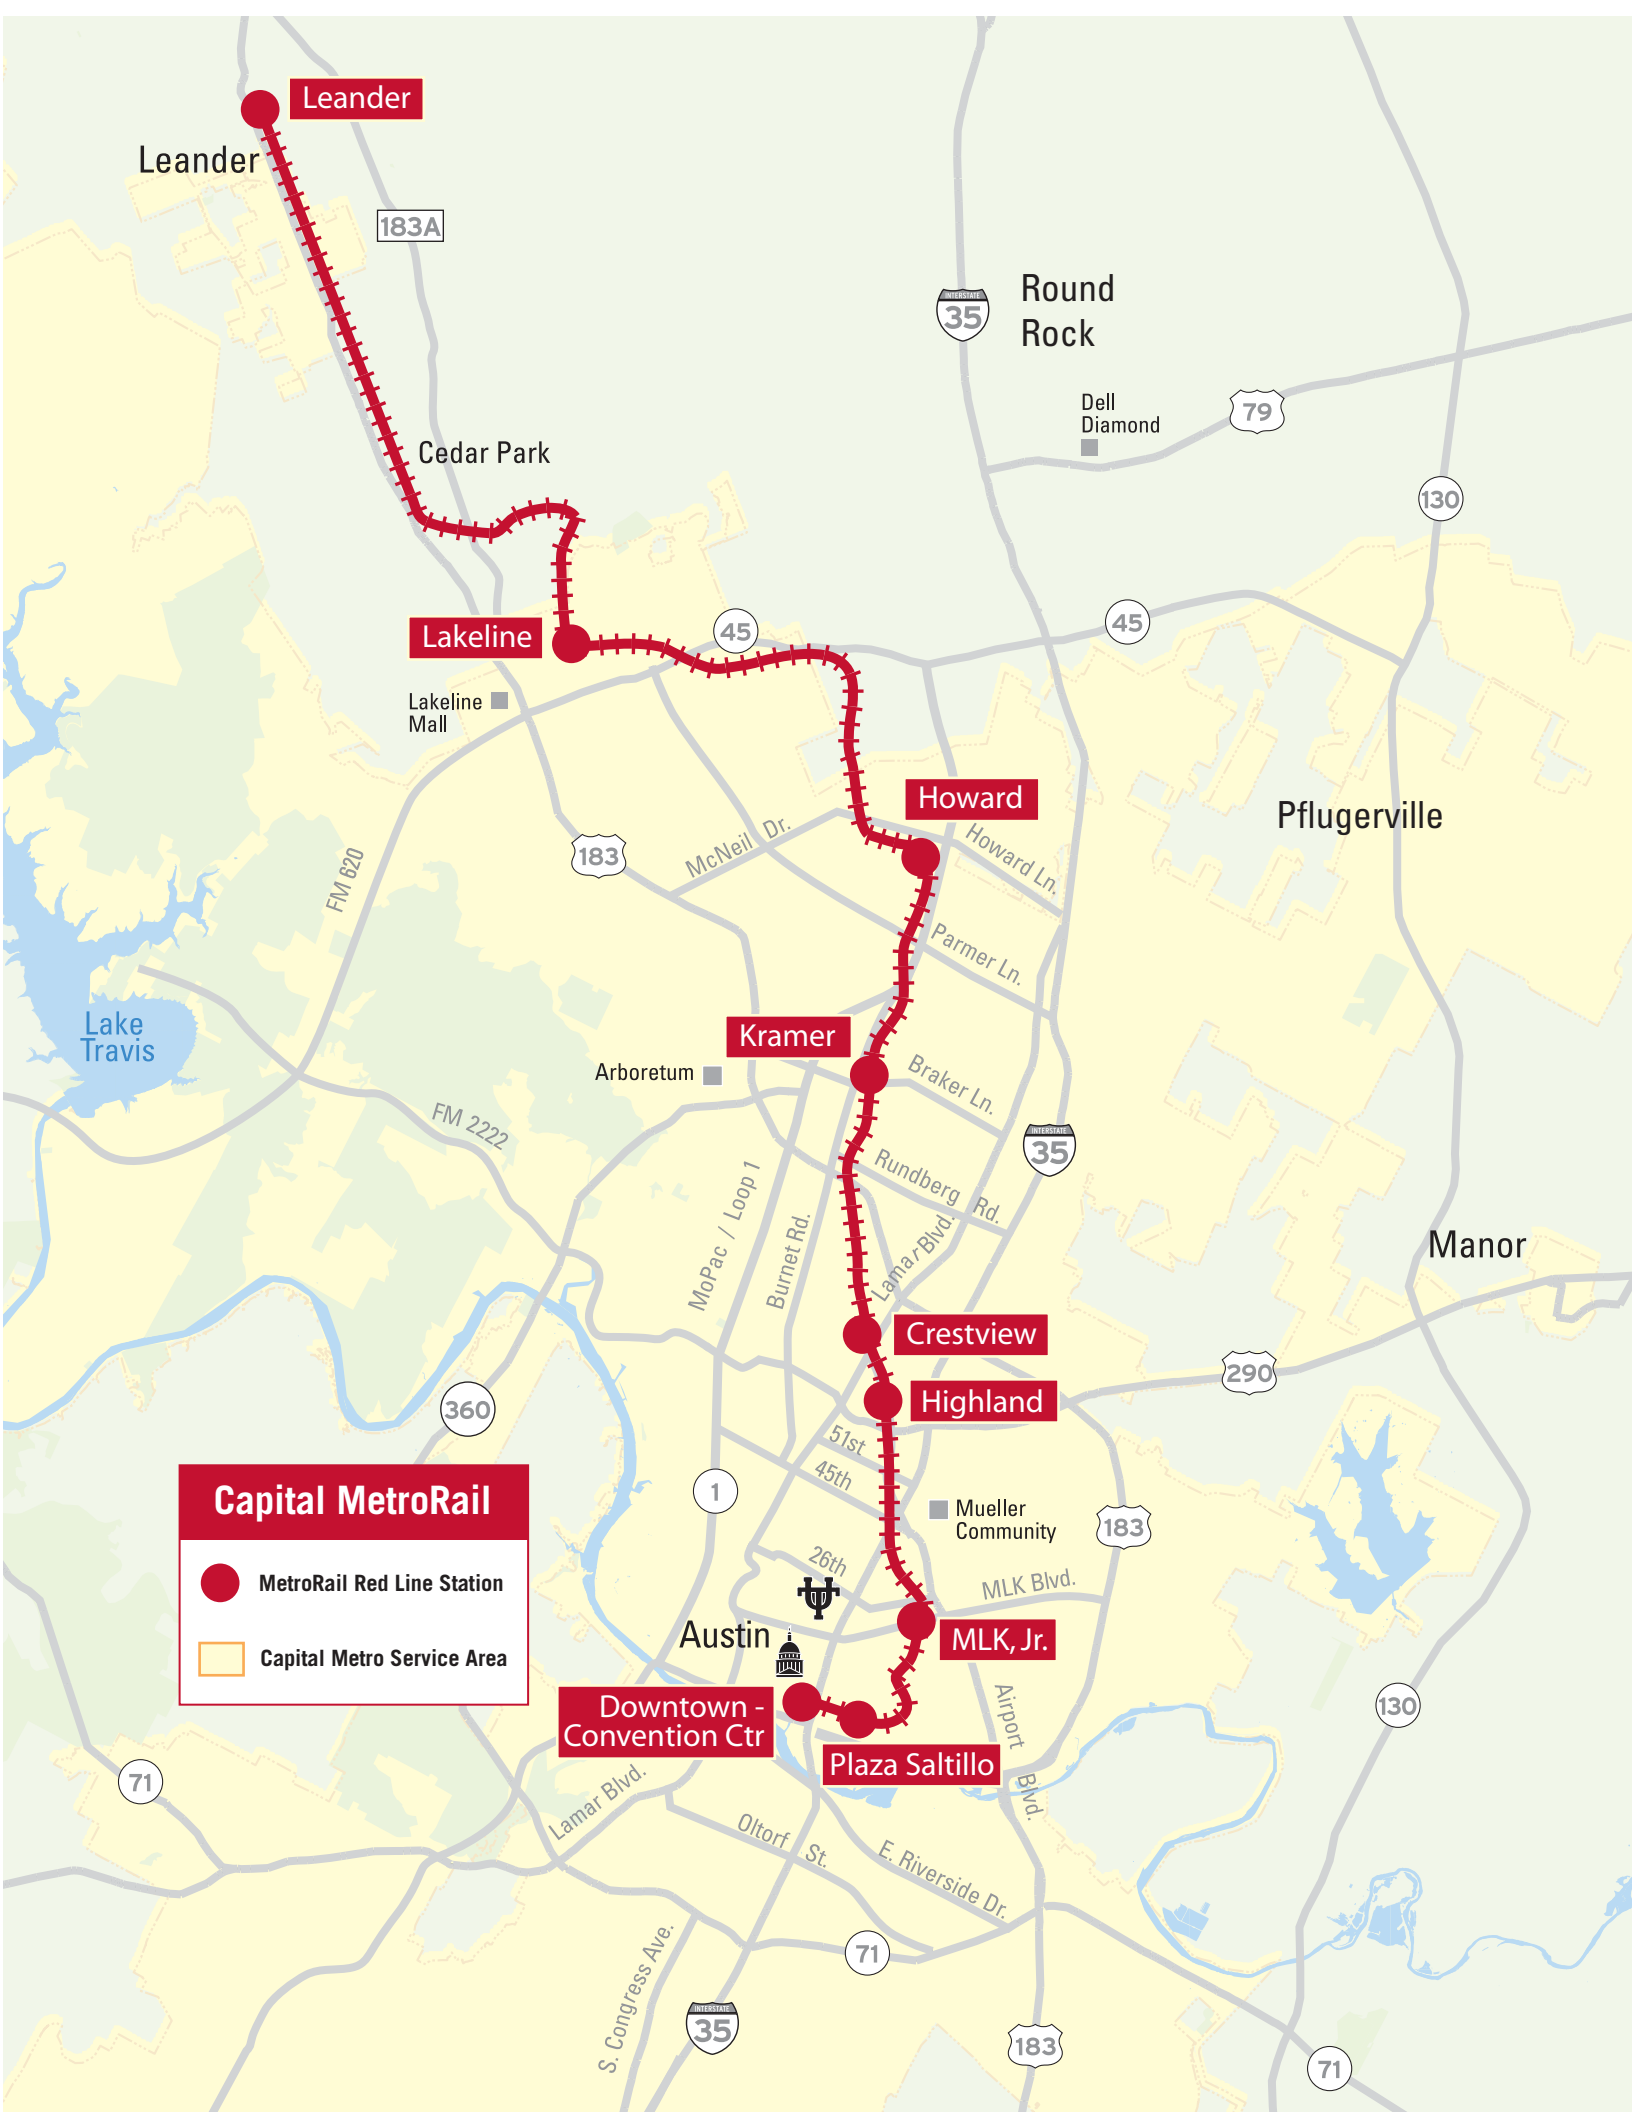 Leander
Leander
183A
INTERSTATE
35
Round
Rock
Dell
Diamond
79
Cedar Park
130
Lakeline
45
45
Lakeline
Mall
Howard
Pflugerville
McNeil Dr.
Howard Ln.
183
FM 620
Parmer Ln.
Lake
Travis
Kramer
Arboretum
Braker Ln.
FM 2222
INTERSTATE
35
Rundberg Rd.
MoPac / Loop 1
Burnet Rd.
Lamar Blvd.
Manor
Crestview
290
Highland
360
51st
45th
Capital MetroRail
1
Mueller
Community
183
MetroRail Red Line Station
26th
MLK Blvd.
Austin
MLK, Jr.
Capital Metro Service Area
Downtown -
Convention Ctr
Airport Blvd.
130
Plaza Saltillo
71
Lamar Blvd.
Oltorf St.
E. Riverside Dr.
71
S. Congress Ave.
INTERSTATE
35
183
71